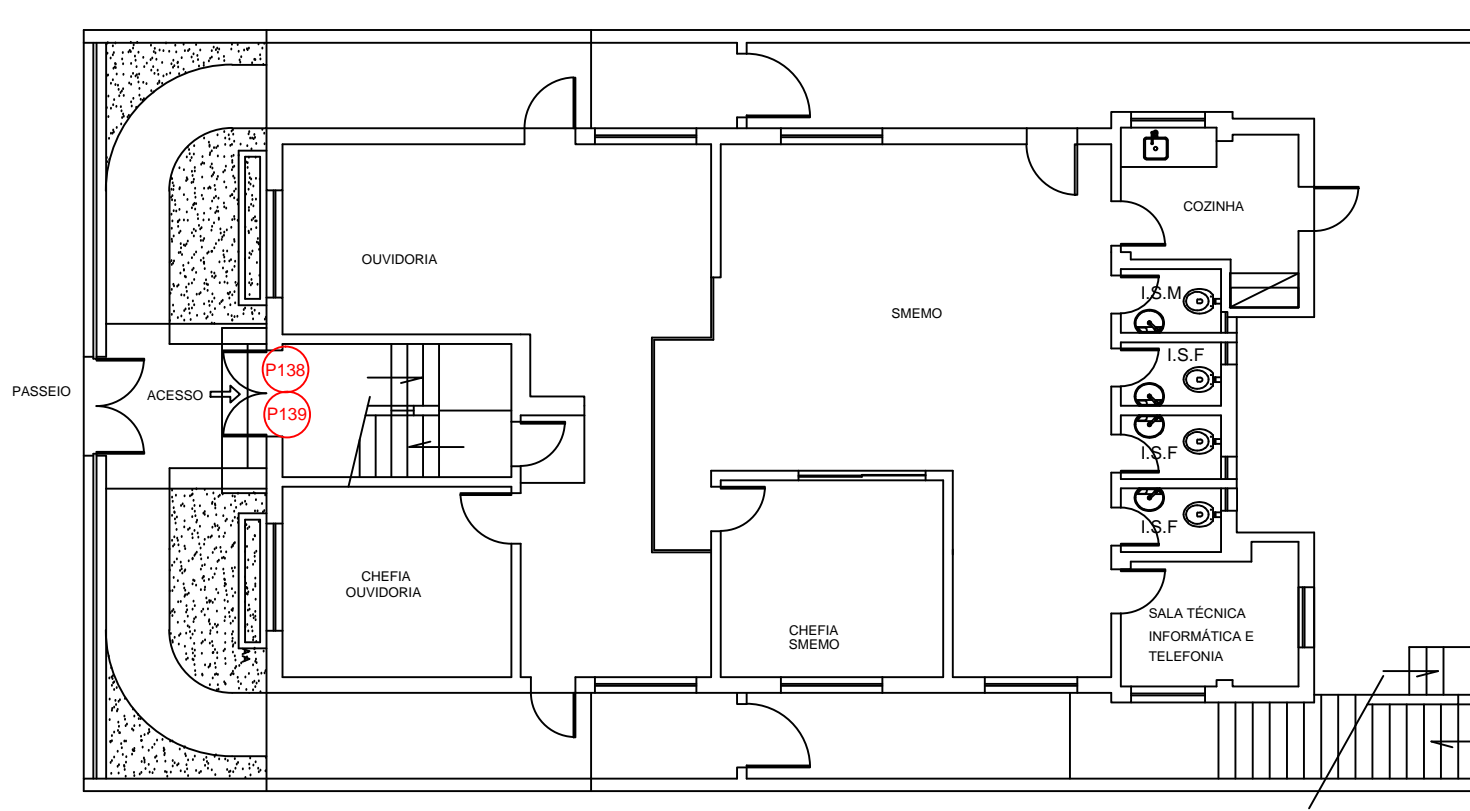 COZINHA
OUVIDORIA
I.S.M
SMEMO
I.S.F
P138
PASSEIO
ACESSO
P139
I.S.F
I.S.F
CHEFIA
OUVIDORIA
SALA TÉCNICA
INFORMÁTICA E
TELEFONIA
CHEFIA
SMEMO